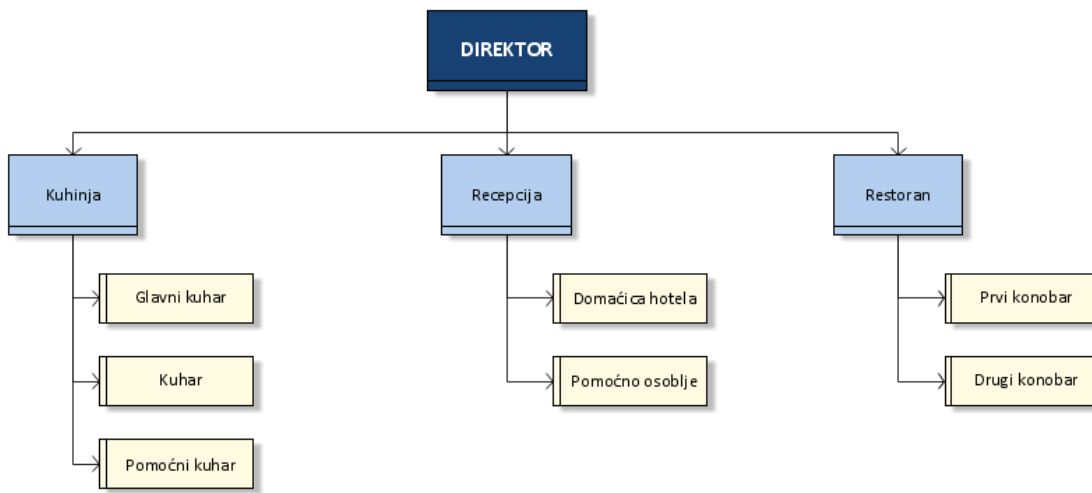 DIREKTOR
Kuhinja
Recepcija
Restoran
Glavni kuhar
Domaćica hotela
Prvi konobar
Kuhar
Pomoćno osoblje
Drugi konobar
Pomoćni kuhar